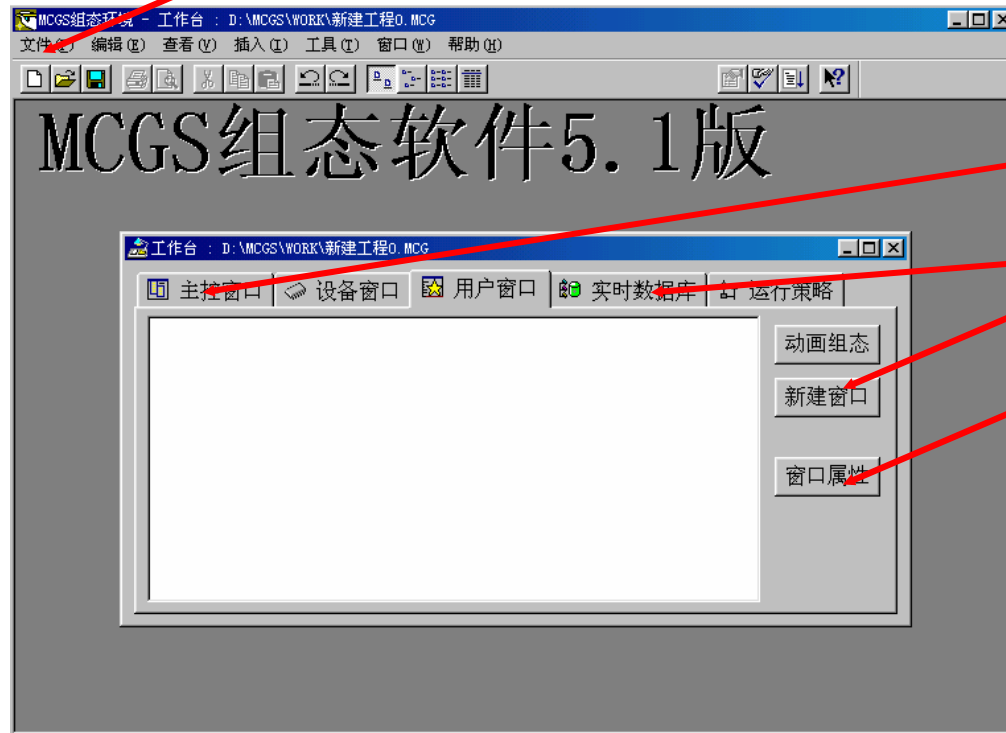 MCGS组态环境 - 工作台 : D:\MCGS\WORK\新建工程0.MCG
文件(F) 编辑(E) 查看(V) 插入(I) 工具(T) 窗口(W) 帮助(H)
MCGS组态软件5.1版
工作台 : D:\MCGS\WORK\新建工程0.MCG
主控窗口 设备窗口 用户窗口 实时数据库 运行策略
动画组态
新建窗口
窗口属性